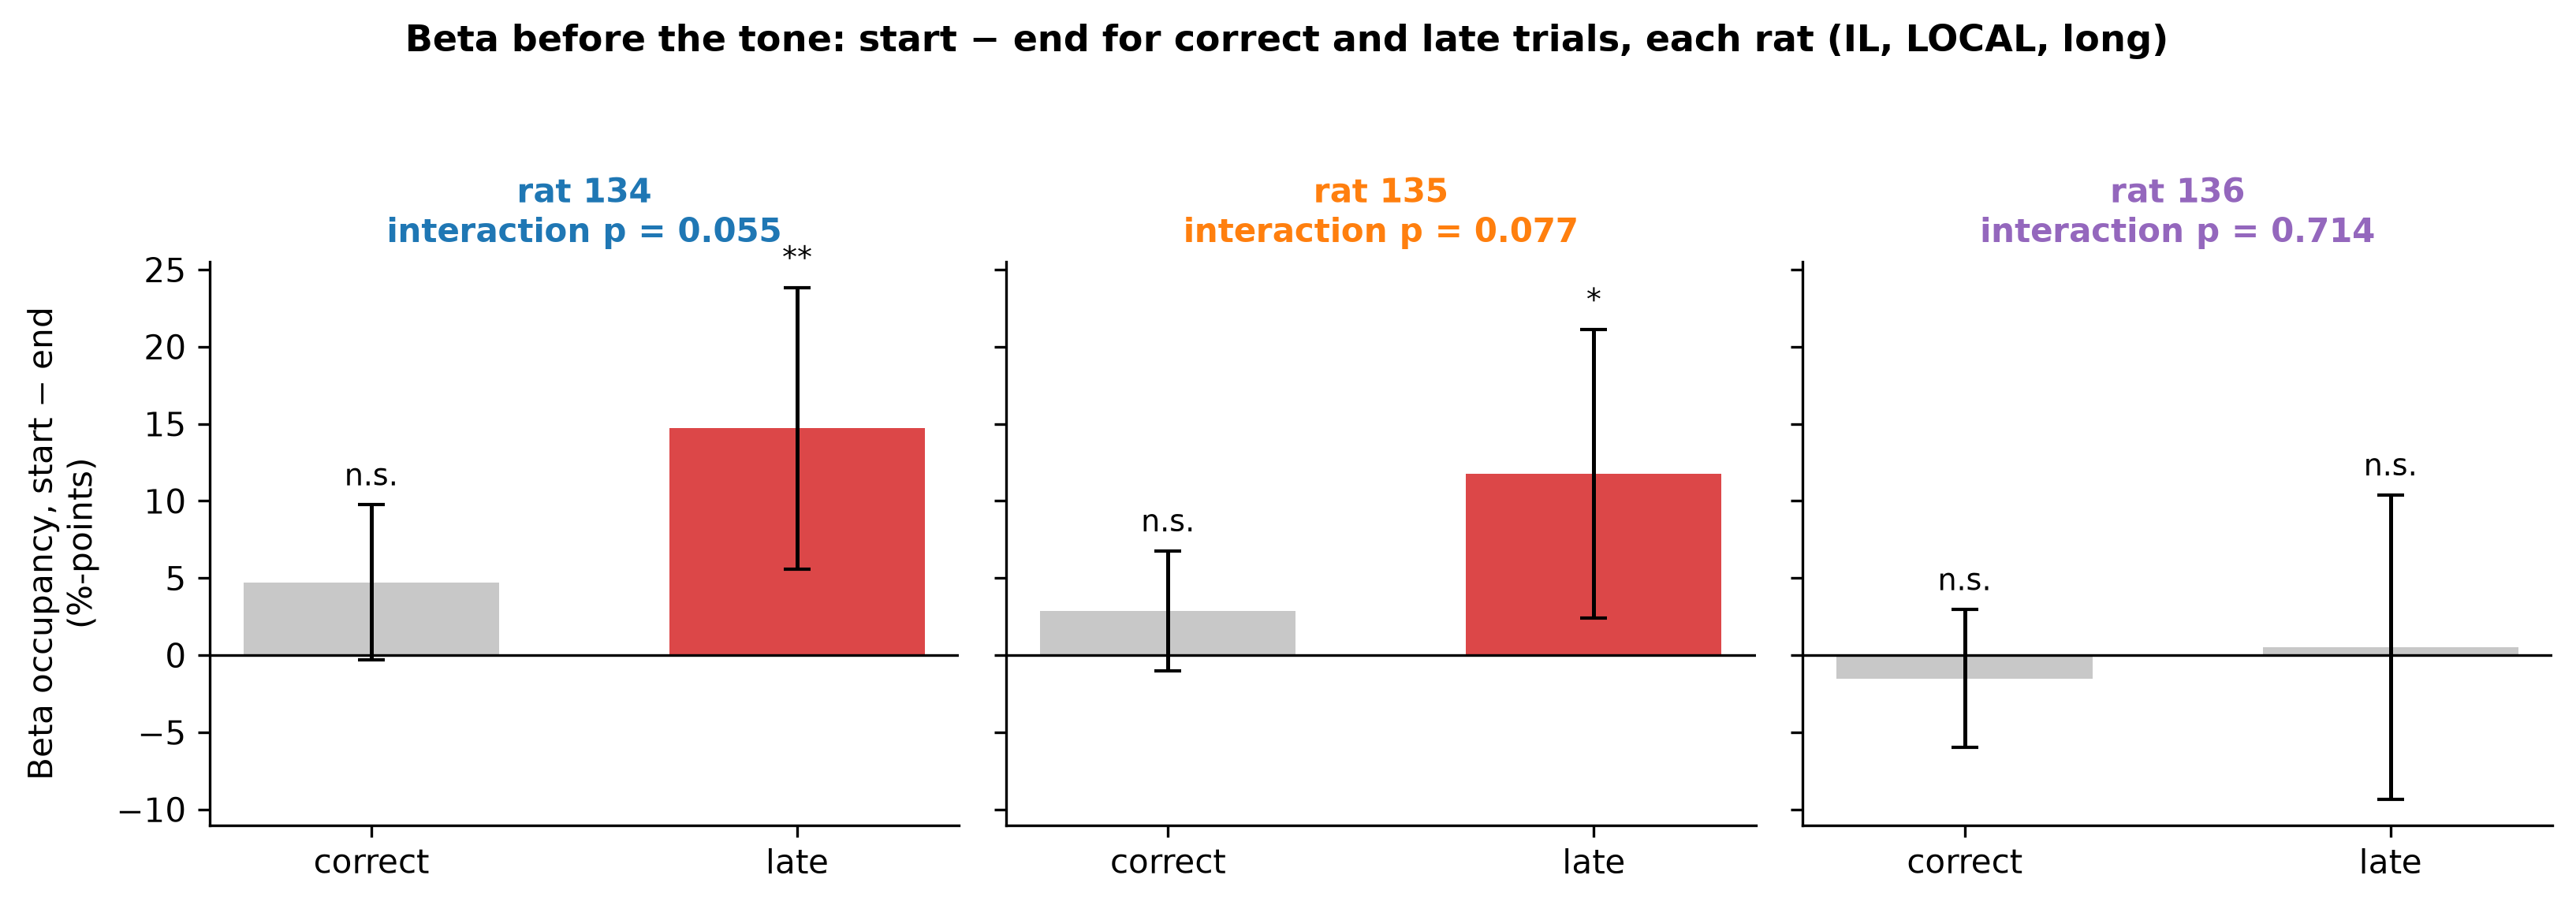 Beta before the tone: start − end for correct and late trials, each rat (IL, LOCAL, long)
rat 134
interaction p = 0.055
rat 135
interaction p = 0.077
rat 136
interaction p = 0.714
Beta occupancy, start − end
(%-points)
25
20
15
10
5
0
−5
−10
n.s.
**
n.s.
*
n.s.
n.s.
correct
late
correct
late
correct
late